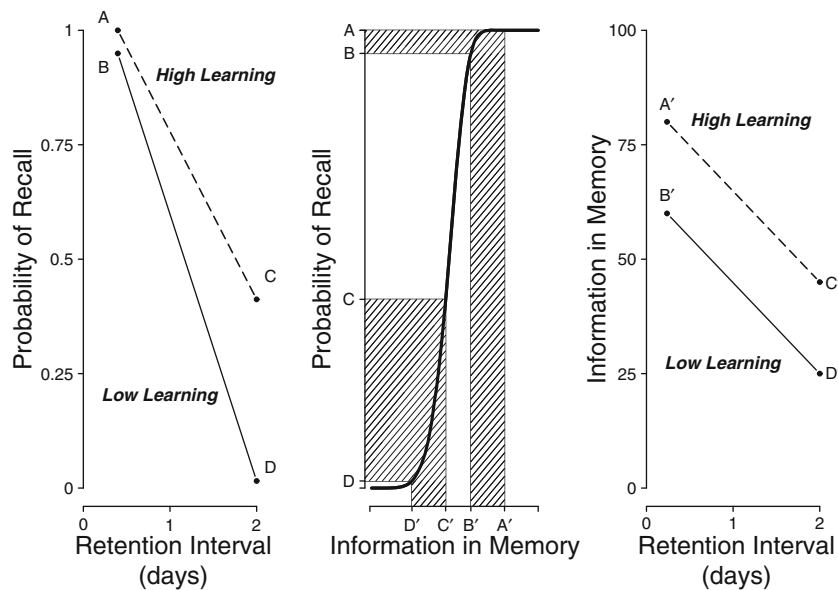 Probability of Recall
1
0.75
0.5
0.25
0
A
B
High Learning
C
Low Learning
D
0
1
2
Retention Interval
(days)
Probability of Recall
A
B
C
D
D′
C′
B′
A′
Information in Memory
Information in Memory
100
75
50
25
0
A′
High Learning
B′
C
Low Learning
D
0
1
2
Retention Interval
(days)